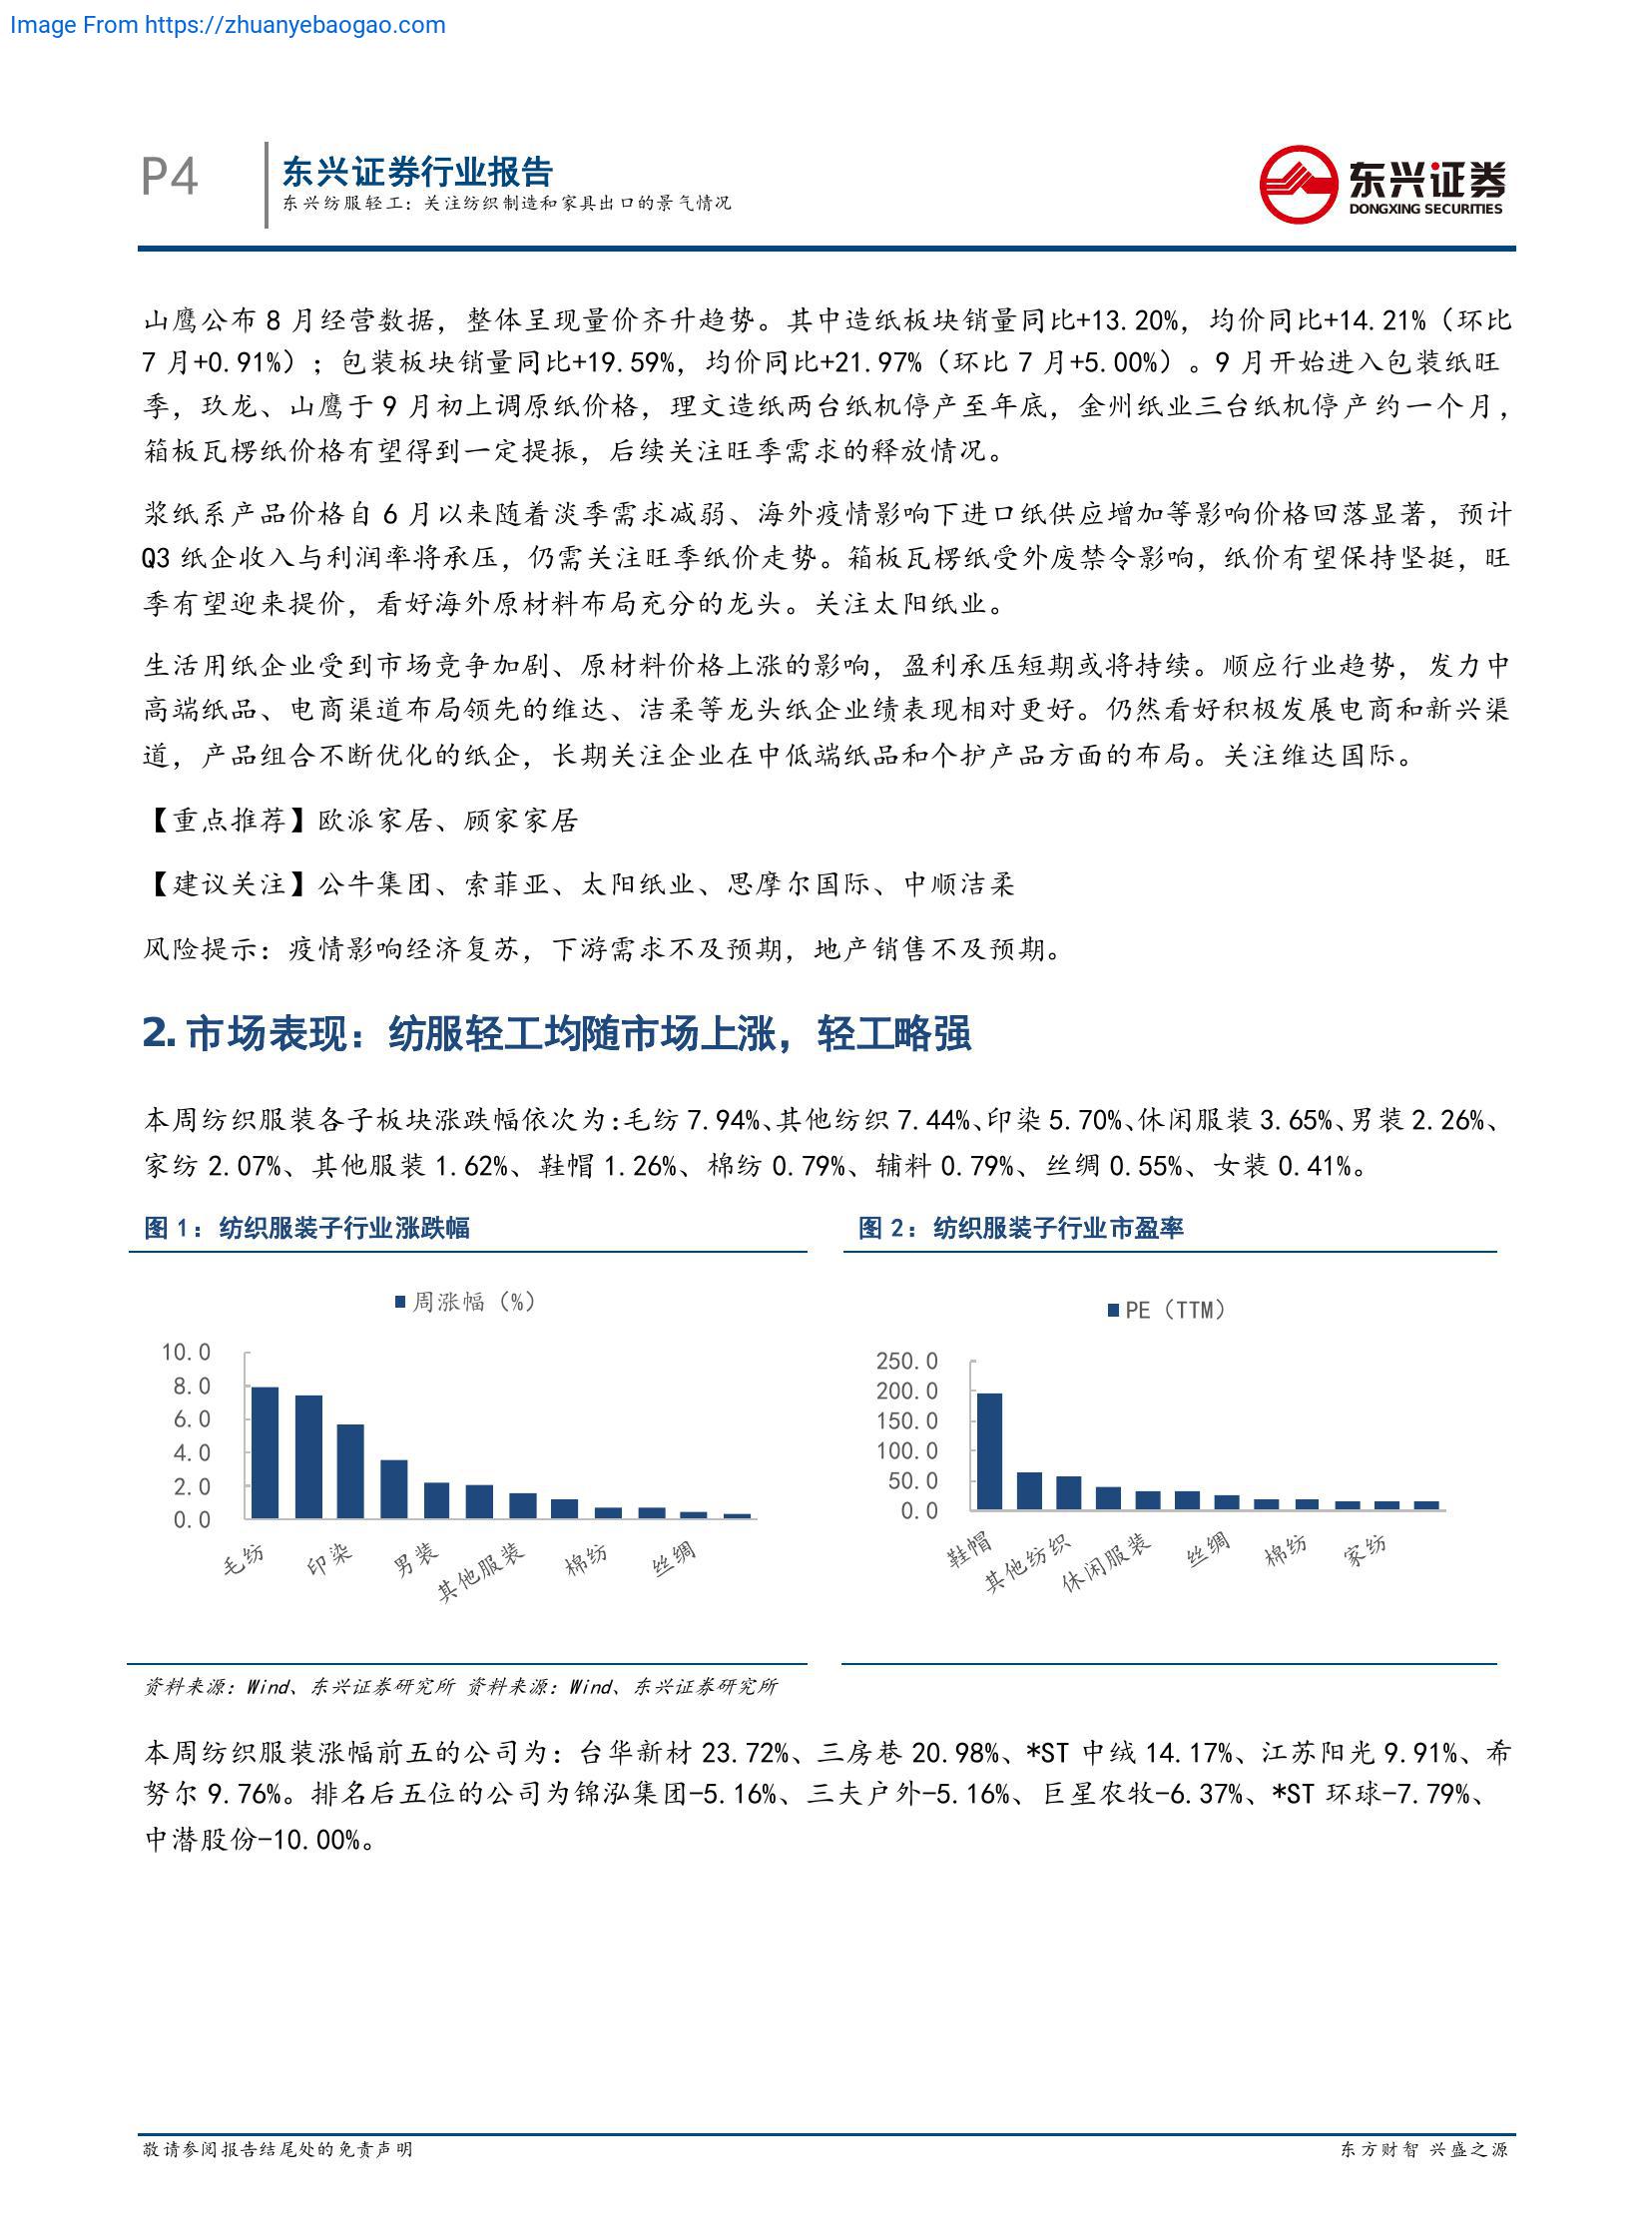 Image From https://zhuanyebaogao.com
P4
东兴证券行业报告
东兴纺服轻工：关注纺织制造和家具出口的景气情况
东兴证券
DONGXING SECURITIES
山鹰公布 8 月经营数据，整体呈现量价齐升趋势。其中造纸板块销量同比+13.20%，均价同比+14.21%（环比
7 月+0.91%）；包装板块销量同比+19.59%，均价同比+21.97%（环比 7 月+5.00%）。9 月开始进入包装纸旺
季，玖龙、山鹰于 9 月初上调原纸价格，理文造纸两台纸机停产至年底，金州纸业三台纸机停产约一个月，
箱板瓦楞纸价格有望得到一定提振，后续关注旺季需求的释放情况。
浆纸系产品价格自 6 月以来随着淡季需求减弱、海外疫情影响下进口纸供应增加等影响价格回落显著，预计
Q3 纸企收入与利润率将承压，仍需关注旺季纸价走势。箱板瓦楞纸受外废禁令影响，纸价有望保持坚挺，旺
季有望迎来提价，看好海外原材料布局充分的龙头。关注太阳纸业。
生活用纸企业受到市场竞争加剧、原材料价格上涨的影响，盈利承压短期或将持续。顺应行业趋势，发力中
高端纸品、电商渠道布局领先的维达、洁柔等龙头纸企业绩表现相对更好。仍然看好积极发展电商和新兴渠
道，产品组合不断优化的纸企，长期关注企业在中低端纸品和个护产品方面的布局。关注维达国际。
【重点推荐】欧派家居、顾家家居
【建议关注】公牛集团、索菲亚、太阳纸业、思摩尔国际、中顺洁柔
风险提示：疫情影响经济复苏，下游需求不及预期，地产销售不及预期。
2. 市场表现：纺服轻工均随市场上涨，轻工略强
本周纺织服装各子板块涨跌幅依次为:毛纺 7.94%、其他纺织 7.44%、印染 5.70%、休闲服装 3.65%、男装 2.26%、
家纺 2.07%、其他服装 1.62%、鞋帽 1.26%、棉纺 0.79%、辅料 0.79%、丝绸 0.55%、女装 0.41%。
图 1：纺织服装子行业涨跌幅
周涨幅（%）
10.0
8.0
6.0
4.0
2.0
0.0
毛纺 印染 男装 其他服装 棉纺 丝绸
图 2：纺织服装子行业市盈率
PE（TTM）
250.0
200.0
150.0
100.0
50.0
0.0
鞋帽 其他纺织 休闲服装 丝绸 棉纺 家纺
资料来源：Wind、东兴证券研究所 资料来源：Wind、东兴证券研究所
本周纺织服装涨幅前五的公司为：台华新材 23.72%、三房巷 20.98%、*ST 中绒 14.17%、江苏阳光 9.91%、希
努尔 9.76%。排名后五位的公司为锦泓集团-5.16%、三夫户外-5.16%、巨星农牧-6.37%、*ST 环球-7.79%、
中潜股份-10.00%。
敬请参阅报告结尾处的免责声明
东方财智 兴盛之源